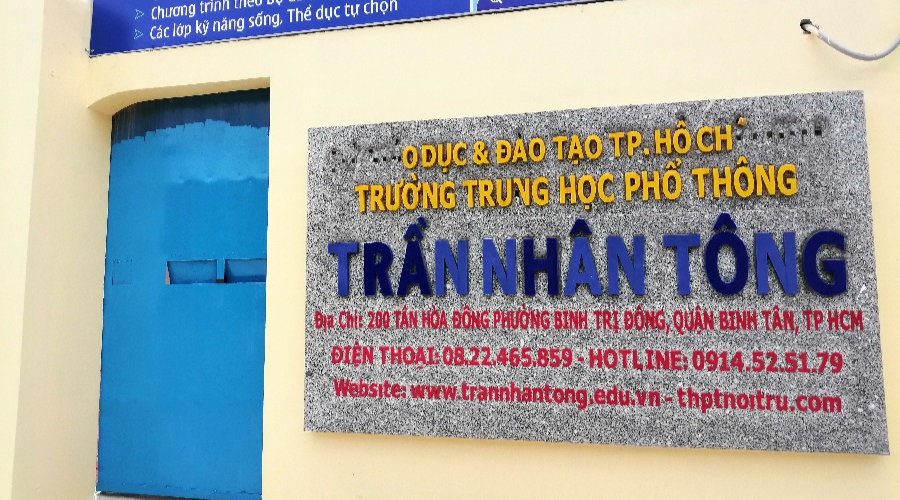 Chương trình theo Bộ
Các lớp kỹ năng sống, Thể dục tự chọn
O DỤC & ĐÀO TẠO TP. HỒ CHÍ
TRƯỜNG TRUNG HỌC PHỔ THÔNG
TRẦN NHÂN TÔNG
Địa Chỉ: 200 TÂN HÒA ĐÔNG PHƯỜNG BÌNH TRỊ ĐÔNG, QUẬN BÌNH TÂN, TP HCM
ĐIỆN THOẠI: 08.22.465.859 - HOTLINE: 0914.52.51.79
Website: www.trannhantong.edu.vn - thptnoitru.com